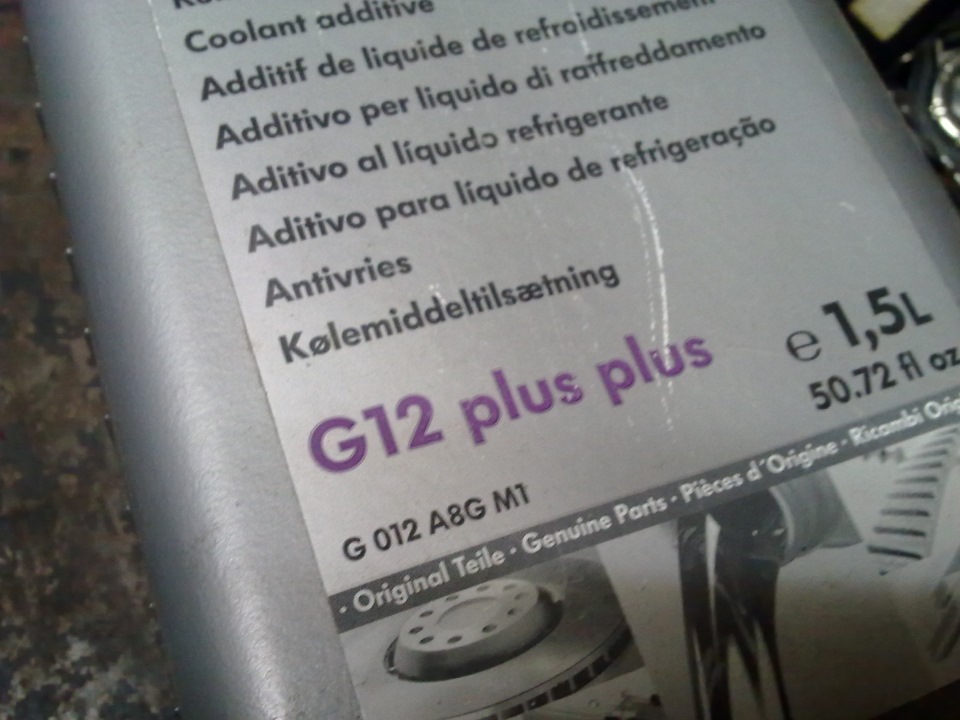 Coolant additive
Additif de liquide de refroidissement
Additivo per liquido di raffreddamento
Aditivo al líquido refrigerante
Aditivo para líquido de refrigeração
Antivries
Kølemiddeltilsætning
G12 plus plus
℮ 1,5L
50.72 fl oz
G 012 A8G M1
· Original Teile · Genuine Parts · Pièces d'Origine · Ricambi